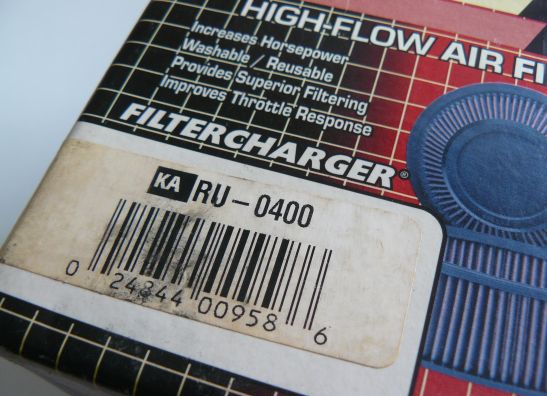 HIGH-FLOW AIR FI
Increases Horsepower
Washable / Reusable
Provides Superior Filtering
Improves Throttle Response
FILTERCHARGER®
KA RU-0400
0 24844 00958 6